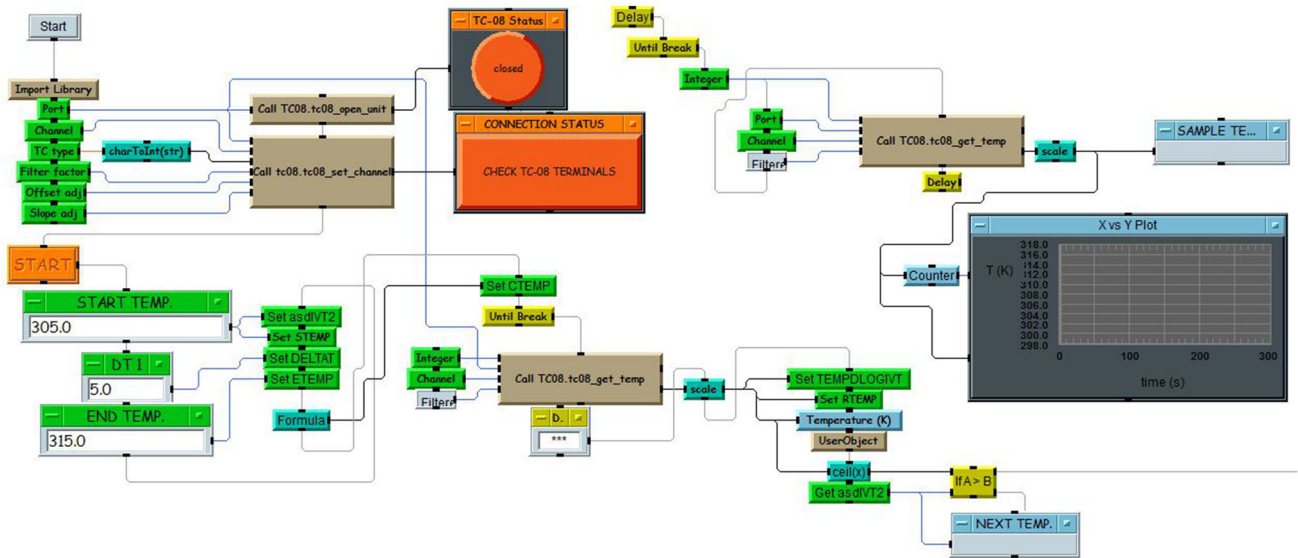 Start
Import Library
Port
Channel
TC type
charToInt(str)
Filter factor
Offset adj
Slope adj
Call TC08.tc08_open_unit
Call tc08.tc08_set_channel
TC-08 Status
closed
CONNECTION STATUS
CHECK TC-08 TERMINALS
START
START TEMP.
305.0
DT 1
5.0
END TEMP.
315.0
Set asdIVT2
Set STEMP
Set DELTAT
Set ETEMP
Formula
Set CTEMP
Until Break
Integer
Channel
Filtere
Call TC08.tc08_get_temp
D.
***
scale
Set TEMPDLOGIVT
Set RTEMP
Temperature (K)
UserObject
ceil(x)
Get asdIVT2
If A > B
NEXT TEMP.
Delay
Until Break
Integer
Port
Channel
Filtere
Call TC08.tc08_get_temp
Delay
scale
SAMPLE TE...
Counter
X vs Y Plot
T (K)
318.0
316.0
314.0
312.0
310.0
308.0
306.0
304.0
302.0
300.0
298.0
0 100 200 300
time (s)